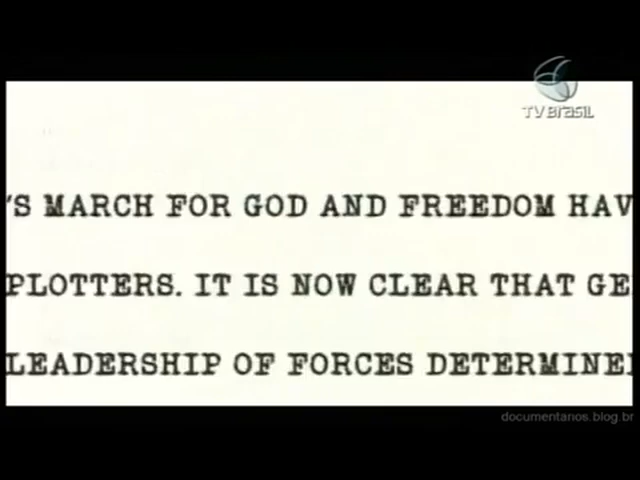 TV BRASIL
'S MARCH FOR GOD AND FREEDOM HAV
PLOTTERS. IT IS NOW CLEAR THAT GE
LEADERSHIP OF FORCES DETERMINE
documentarios.blog.br